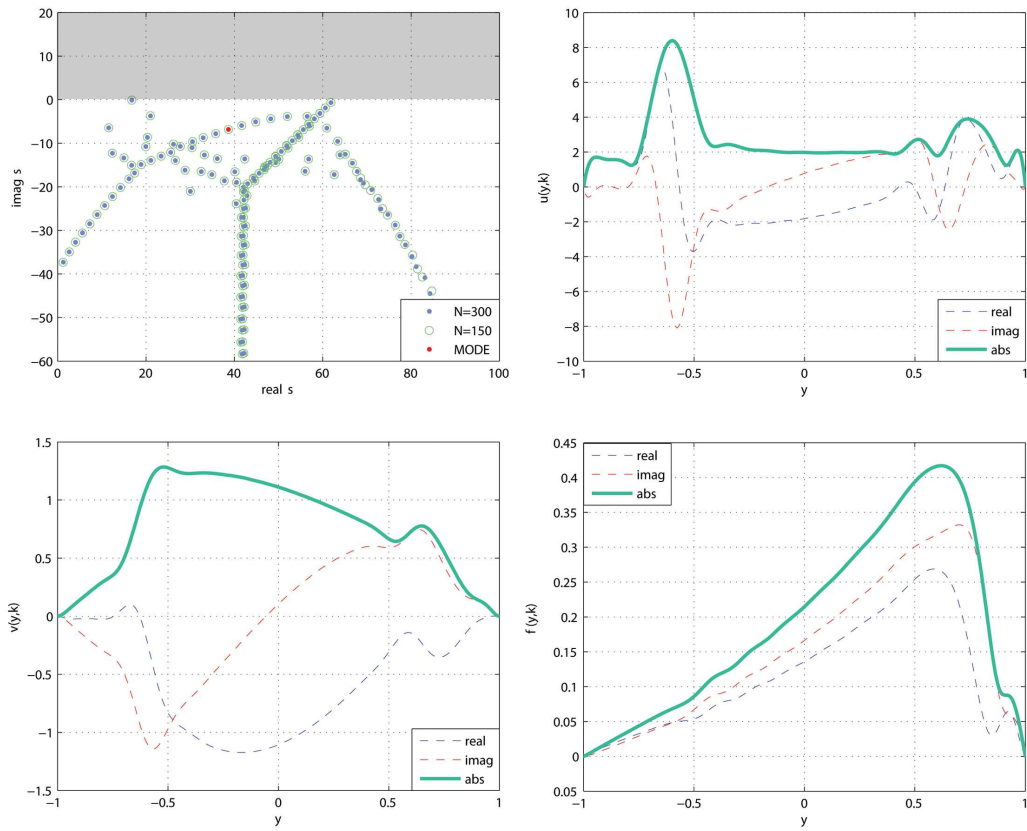 20
10
0
−10
−20
−30
−40
−50
−60
imag s
0
20
40
60
80
100
real s
N=300
N=150
MODE
10
8
6
4
2
0
−2
−4
−6
−8
−10
u(y,k)
−1
−0.5
0
0.5
1
y
real
imag
abs
1.5
1
0.5
0
−0.5
−1
−1.5
v(y,k)
−1
−0.5
0
0.5
1
y
real
imag
abs
0.45
0.4
0.35
0.3
0.25
0.2
0.15
0.1
0.05
0
−0.05
f (y,k)
−1
−0.5
0
0.5
1
y
real
imag
abs